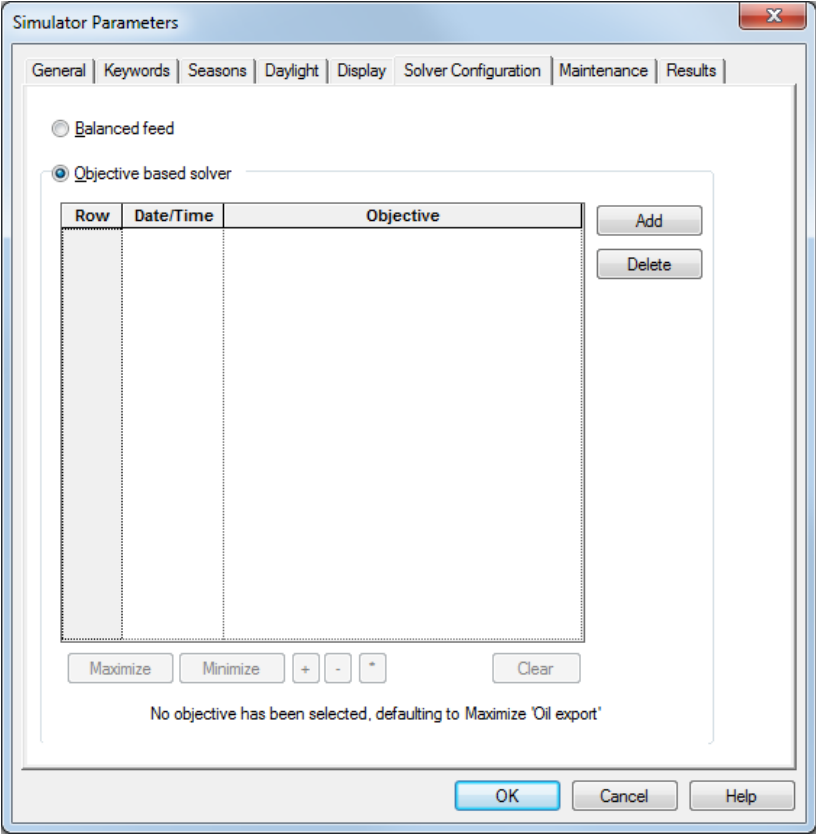 Simulator Parameters
x
General Keywords Seasons Daylight Display Solver Configuration Maintenance Results
Balanced feed
Objective based solver
Row Date/Time Objective
Add
Delete
Maximize Minimize + - * Clear
No objective has been selected, defaulting to Maximize 'Oil export'
OK Cancel Help